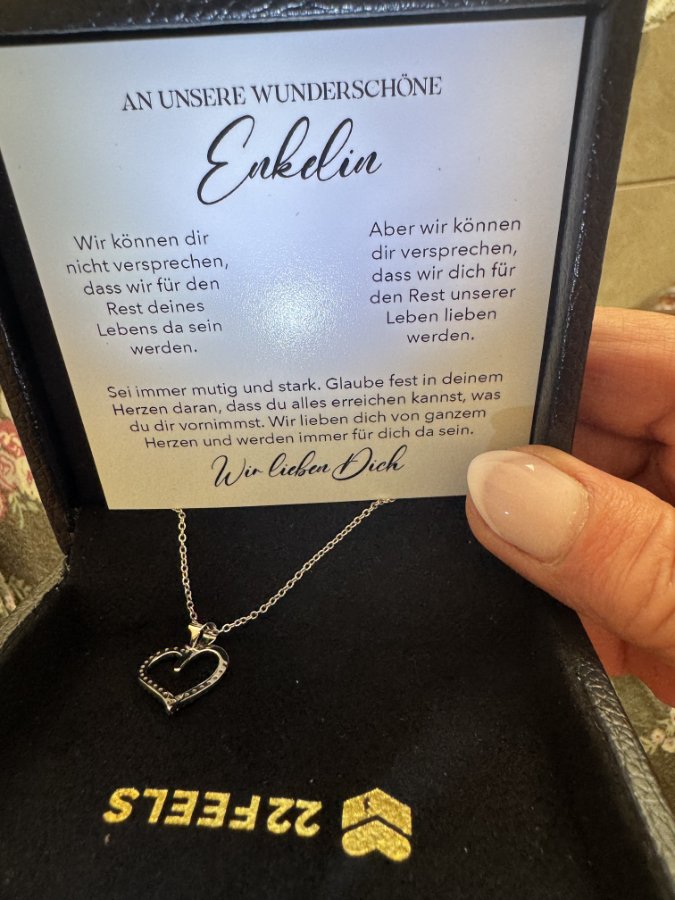 AN UNSERE WUNDERSCHÖNE
Enkelin
Wir können dir
nicht versprechen,
dass wir für den
Rest deines
Lebens da sein
werden.
Aber wir können
dir versprechen,
dass wir dich für
den Rest unserer
Leben lieben
werden.
Sei immer mutig und stark. Glaube fest in deinem
Herzen daran, dass du alles erreichen kannst, was
du dir vornimmst. Wir lieben dich von ganzem
Herzen und werden immer für dich da sein.
Wir lieben Dich
22FEELS